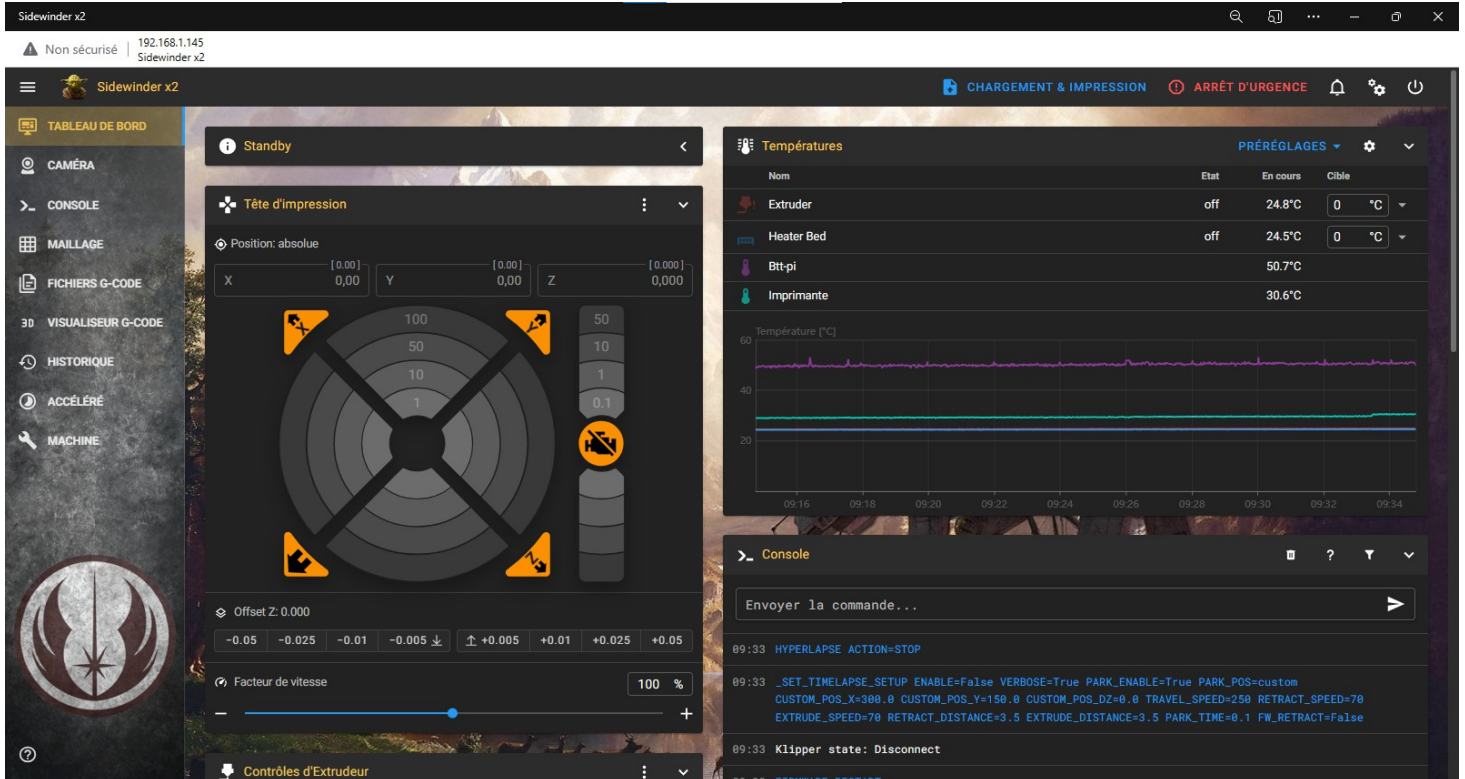 Sidewinder x2
Non sécurisé
192.168.1.145
Sidewinder x2
Sidewinder x2
CHARGEMENT & IMPRESSION
ARRÊT D'URGENCE
TABLEAU DE BORD
CAMÉRA
CONSOLE
MAILLAGE
FICHIERS G-CODE
3D VISUALISEUR G-CODE
HISTORIQUE
ACCÉLÉRÉ
MACHINE
Standby
Tête d'impression
Position: absolue
[0.00] [0.00] [0.000]
X 0,00 Y 0,00 Z 0,000
X
Y
100
50
10
1
50
10
1
0.1
Z
Offset Z: 0.000
-0.05 -0.025 -0.01 -0.005 +0.005 +0.01 +0.025 +0.05
Facteur de vitesse
100 %
Contrôles d'Extrudeur
Températures
PRÉRÉGLAGES
Nom Etat En cours Cible
Extruder off 24.8°C 0 °C
Heater Bed off 24.5°C 0 °C
Btt-pi 50.7°C
Imprimante 30.6°C
Température [°C]
60
40
20
09:16 09:18 09:20 09:22 09:24 09:26 09:28 09:30 09:32 09:34
Console
Envoyer la commande...
09:33 HYPERLAPSE ACTION=STOP
09:33 _SET_TIMELAPSE_SETUP ENABLE=False VERBOSE=True PARK_ENABLE=True PARK_POS=custom
CUSTOM_POS_X=300.0 CUSTOM_POS_Y=150.0 CUSTOM_POS_DZ=0.0 TRAVEL_SPEED=250 RETRACT_SPEED=70
EXTRUDE_SPEED=70 RETRACT_DISTANCE=3.5 EXTRUDE_DISTANCE=3.5 PARK_TIME=0.1 FW_RETRACT=False
09:33 Klipper state: Disconnect